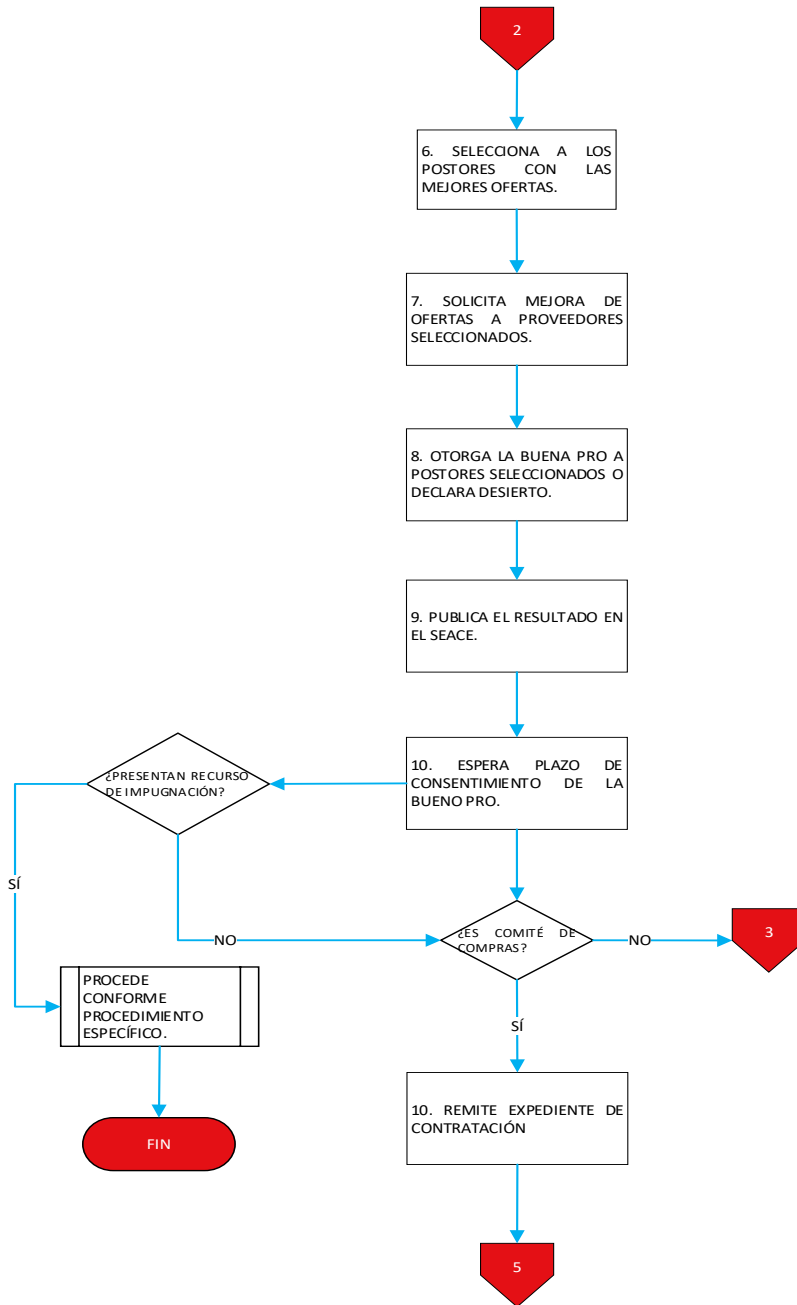 2
6. SELECCIONA A LOS
POSTORES CON LAS
MEJORES OFERTAS.
7. SOLICITA MEJORA DE
OFERTAS A PROVEEDORES
SELECCIONADOS.
8. OTORGA LA BUENA PRO A
POSTORES SELECCIONADOS O
DECLARA DESIERTO.
9. PUBLICA EL RESULTADO EN
EL SEACE.
10. ESPERA PLAZO DE
CONSENTIMIENTO DE LA
BUENO PRO.
¿PRESENTAN RECURSO
DE IMPUGNACIÓN?
SÍ
NO
¿ES COMITÉ DE
COMPRAS?
NO
3
PROCEDE
CONFORME
PROCEDIMIENTO
ESPECÍFICO.
SÍ
10. REMITE EXPEDIENTE DE
CONTRATACIÓN
FIN
5